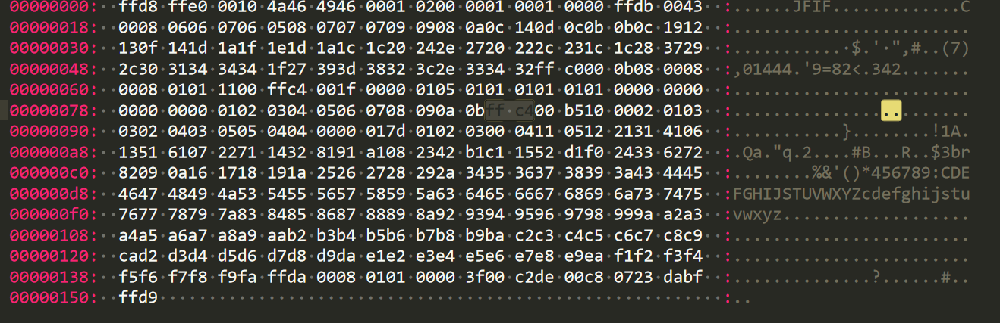 00000000: ffd8 ffe0 0010 4a46 4946 0001 0200 0001 0001 0000 ffdb 0043 :......JFIF.............C
00000018: 0008 0606 0706 0508 0707 0709 0908 0a0c 140d 0c0b 0b0c 1912 :........................
00000030: 130f 141d 1a1f 1e1d 1a1c 1c20 242e 2720 222c 231c 1c28 3729 :........... $.' ",#..(7)
00000048: 2c30 3134 3434 1f27 393d 3832 3c2e 3334 32ff c000 0b08 0008 :,01444.'9=82<.342.......
00000060: 0008 0101 1100 ffc4 001f 0000 0105 0101 0101 0101 0000 0000 :........................
00000078: 0000 0000 0102 0304 0506 0708 090a 0bff c400 b510 0002 0103 :........................
00000090: 0302 0403 0505 0404 0000 017d 0102 0300 0411 0512 2131 4106 :...........}........!1A.
000000a8: 1351 6107 2271 1432 8191 a108 2342 b1c1 1552 d1f0 2433 6272 :.Qa."q.2....#B...R..$3br
000000c0: 8209 0a16 1718 191a 2526 2728 292a 3435 3637 3839 3a43 4445 :........%&'()*456789:CDE
000000d8: 4647 4849 4a53 5455 5657 5859 5a63 6465 6667 6869 6a73 7475 :FGHIJSTUVWXYZcdefghijstu
000000f0: 7677 7879 7a83 8485 8687 8889 8a92 9394 9596 9798 999a a2a3 :vwxyz...................
00000108: a4a5 a6a7 a8a9 aab2 b3b4 b5b6 b7b8 b9ba c2c3 c4c5 c6c7 c8c9 :........................
00000120: cad2 d3d4 d5d6 d7d8 d9da e1e2 e3e4 e5e6 e7e8 e9ea f1f2 f3f4 :........................
00000138: f5f6 f7f8 f9fa ffda 0008 0101 0000 3f00 c2de 00c8 0723 dabf :..............?......#..
00000150: ffd9 :..